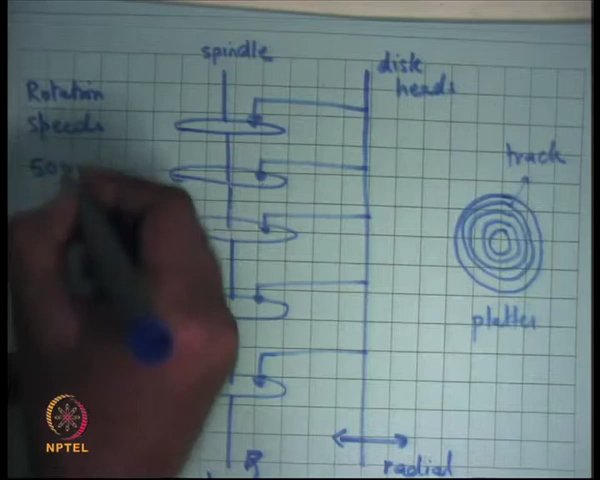 spindle
disk
heads
Rotation
speeds
track
platter
radial
NPTEL